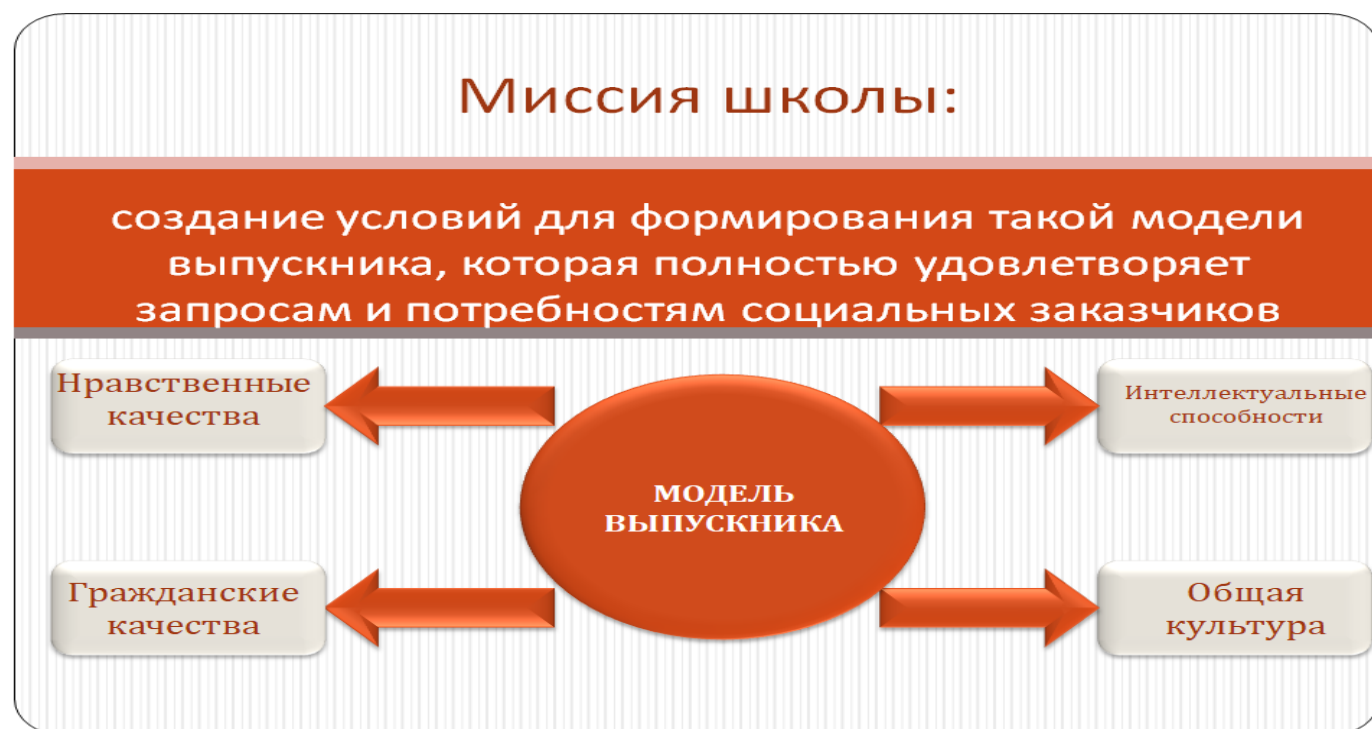 Миссия школы:
создание условий для формирования такой модели
выпускника, которая полностью удовлетворяет
запросам и потребностям социальных заказчиков
Нравственные
качества
Интеллектуальные
способности
МОДЕЛЬ
ВЫПУСКНИКА
Гражданские
качества
Общая
культура